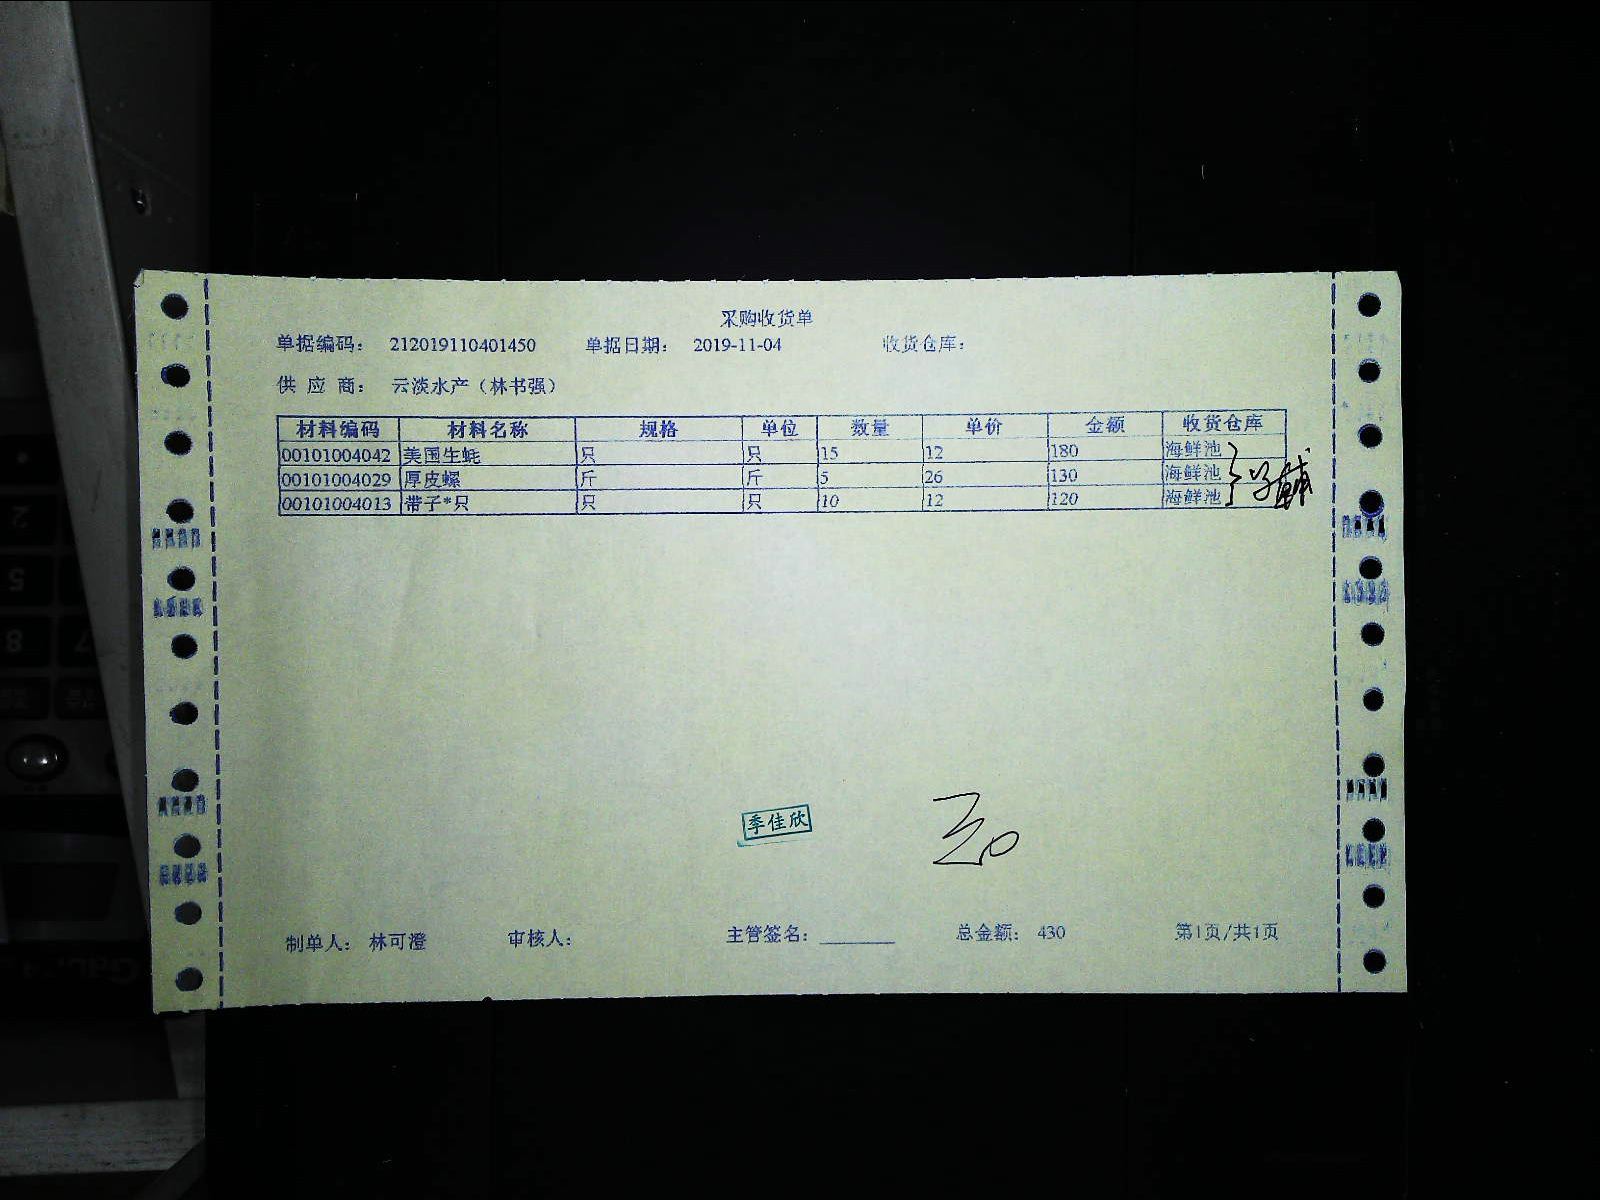 采购收货单
单据编码： 212019110401450 单据日期： 2019-11-04 收货仓库：
供 应 商： 云淡水产（林书强）
材料编码 材料名称 规格 单位 数量 单价 金额 收货仓库
00101004042 美国生蚝 只 只 15 12 180 海鲜池
00101004029 厚皮螺 斤 斤 5 26 130 海鲜池
00101004013 带子*只 只 只 10 12 120 海鲜池
季佳欣
制单人： 林可澄 审核人： 主管签名： 总金额： 430 第1页/共1页